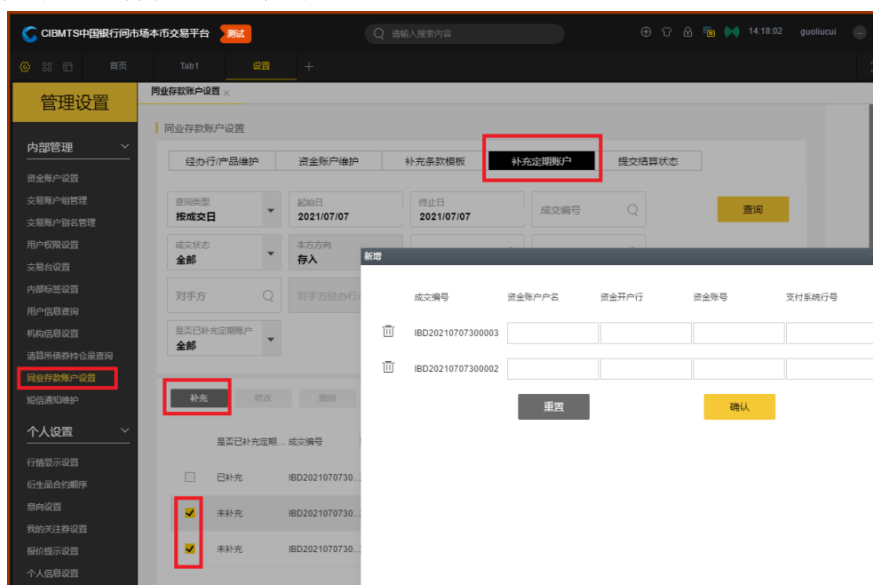 CIBMTS中国银行间市场本币交易平台 测试 请输入搜索内容 14:18:02 guoliucui
首页 Tab1 设置
管理设置
同业存款账户设置
内部管理
资金账户设置
交易账户组管理
交易账户别名管理
用户权限设置
交易台设置
内部标签设置
用户信息查询
机构信息设置
清算所债券持仓量查询
同业存款账户设置
短信通知维护
个人设置
行情显示设置
衍生品合约顺序
意向设置
我的关注券设置
报价提示设置
个人信息设置
同业存款账户设置
经办行/产品维护 资金账户维护 补充条款模板 补充定期账户 提交结算状态
查询类型 起始日 终止日
按成交日 2021/07/07 2021/07/07 成交编号 查询
成交状态 本方方向
全部 存入
对手方 对手方经办行/
是否已补充定期账户
全部
补充 修改 撤销
是否已补充定期... 成交编号
已补充 IBD2021070730...
未补充 IBD2021070730...
未补充 IBD2021070730...
新增
成交编号 资金账户户名 资金开户行 资金账号 支付系统行号
IBD20210707300003
IBD20210707300002
重置 确认